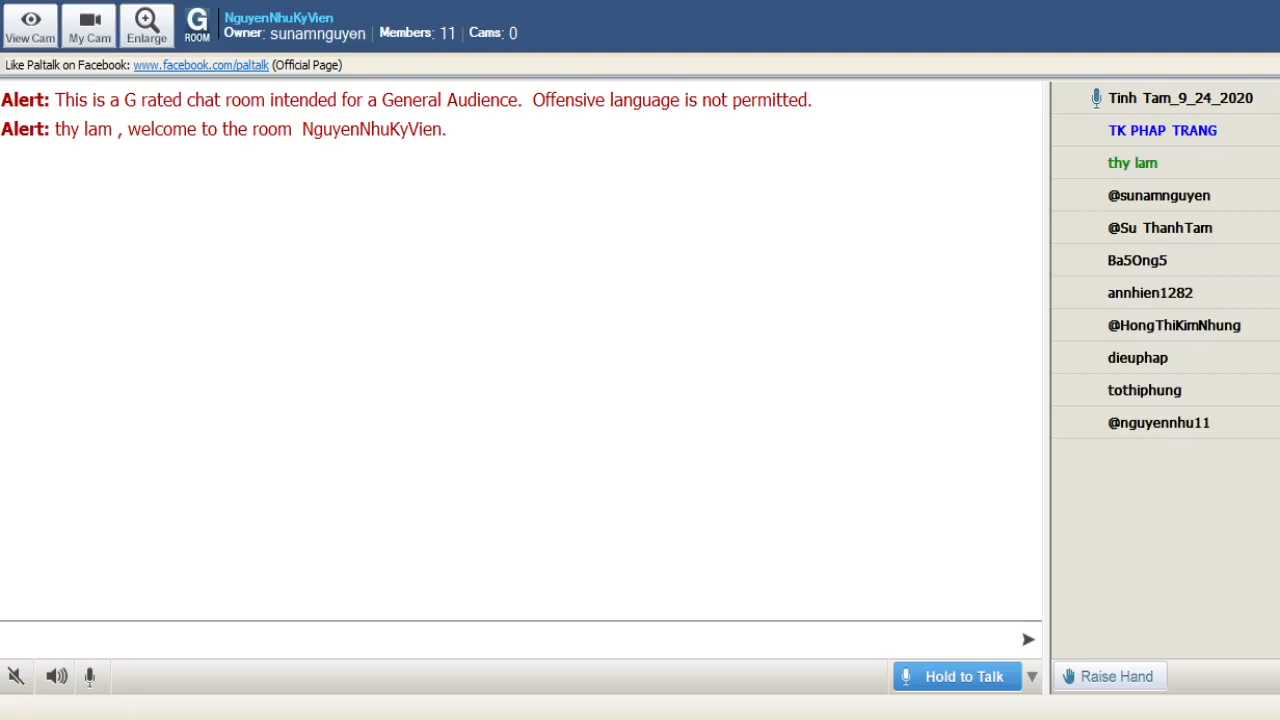 View Cam
My Cam
Enlarge
G
ROOM
NguyenNhuKyVien
Owner: sunamnguyen | Members: 11 | Cams: 0
Like Paltalk on Facebook: www.facebook.com/paltalk (Official Page)
Alert: This is a G rated chat room intended for a General Audience. Offensive language is not permitted.
Alert: thy lam , welcome to the room NguyenNhuKyVien.
Tinh Tam_9_24_2020
TK PHAP TRANG
thy lam
@sunamnguyen
@Su ThanhTam
Ba5Ong5
annhien1282
@HongThiKimNhung
dieuphap
tothiphung
@nguyennhu11
Hold to Talk
Raise Hand